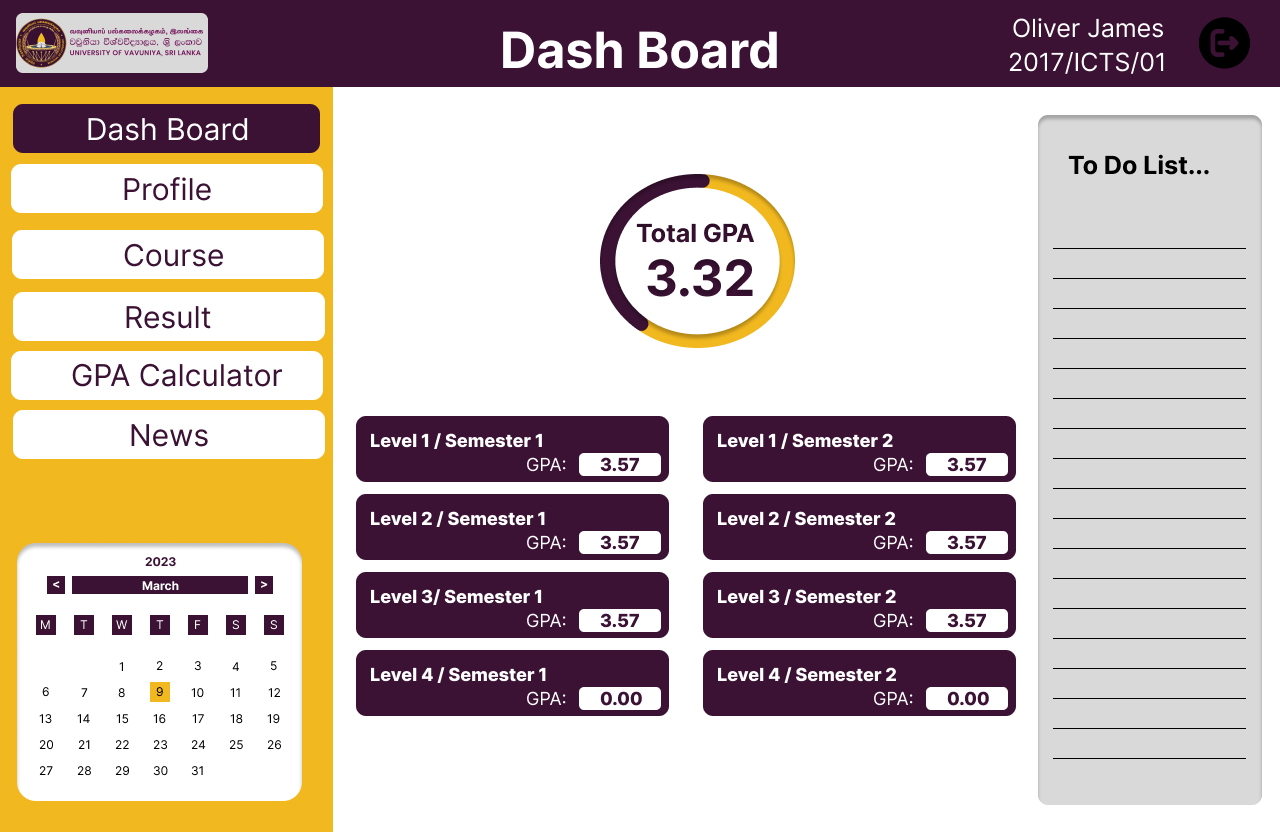 வவுனியாப் பல்கலைக்கழகம், இலங்கை
වවුනියා විශ්වවිද්‍යාලය, ශ්‍රී ලංකාව
UNIVERSITY OF VAVUNIYA, SRI LANKA
Dash Board
Oliver James
2017/ICTS/01
Dash Board
Profile
Course
Result
GPA Calculator
News
2023
< March >
M T W T F S S
1 2 3 4 5
6 7 8 9 10 11 12
13 14 15 16 17 18 19
20 21 22 23 24 25 26
27 28 29 30 31
Total GPA
3.32
Level 1 / Semester 1
GPA: 3.57
Level 1 / Semester 2
GPA: 3.57
Level 2 / Semester 1
GPA: 3.57
Level 2 / Semester 2
GPA: 3.57
Level 3/ Semester 1
GPA: 3.57
Level 3 / Semester 2
GPA: 3.57
Level 4 / Semester 1
GPA: 0.00
Level 4 / Semester 2
GPA: 0.00
To Do List...